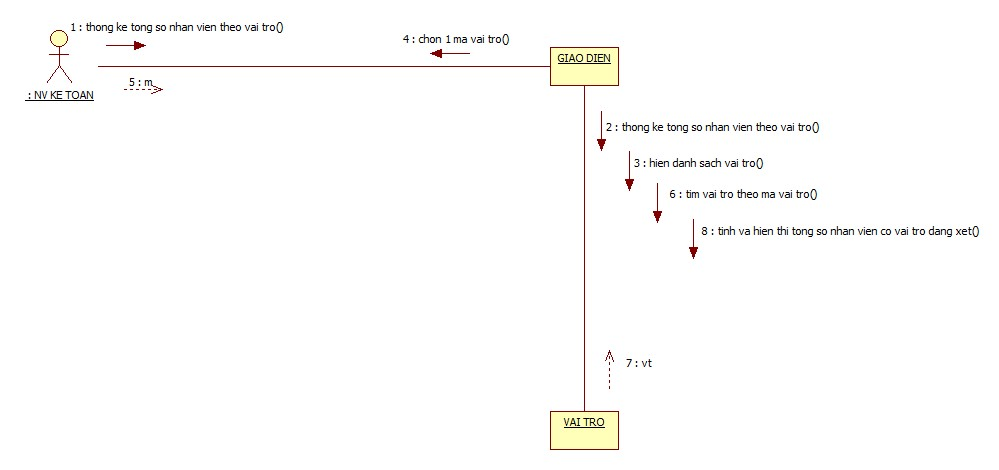 1 : thong ke tong so nhan vien theo vai tro()
4 : chon 1 ma vai tro()
GIAO DIEN
5 : m
: NV KE TOAN
2 : thong ke tong so nhan vien theo vai tro()
3 : hien danh sach vai tro()
6 : tim vai tro theo ma vai tro()
8 : tinh va hien thi tong so nhan vien co vai tro dang xet()
7 : vt
VAI TRO